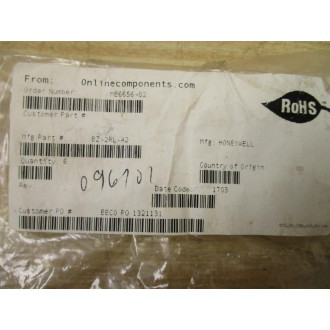 From: Onlinecomponents.com
Order Number
Customer Part #
RoHS
Mfg.Part # BZ-2RL-A2
Mfg: HONEYWELL
Quantity: 6
Country of Origin
096701
Date Code 1703
Customer PO # EECO PO 1321131